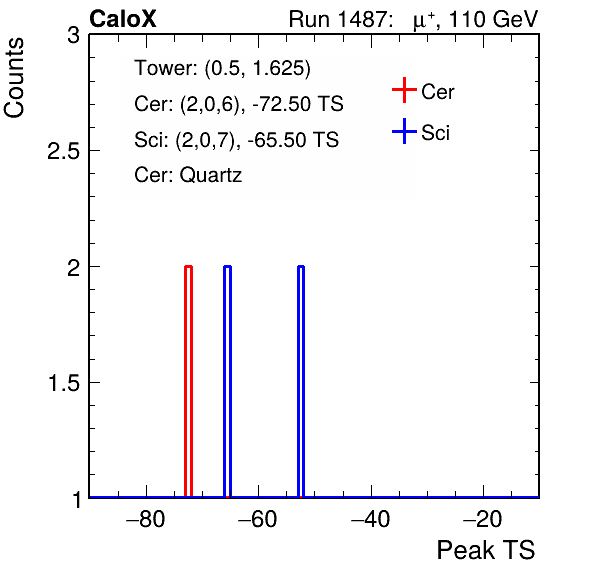 CaloX Run 1487: μ⁺, 110 GeV
Counts
Tower: (0.5, 1.625)
Cer: (2,0,6), -72.50 TS
Sci: (2,0,7), -65.50 TS
Cer: Quartz
Cer
Sci
3
2.5
2
1.5
1
−80 −60 −40 −20
Peak TS